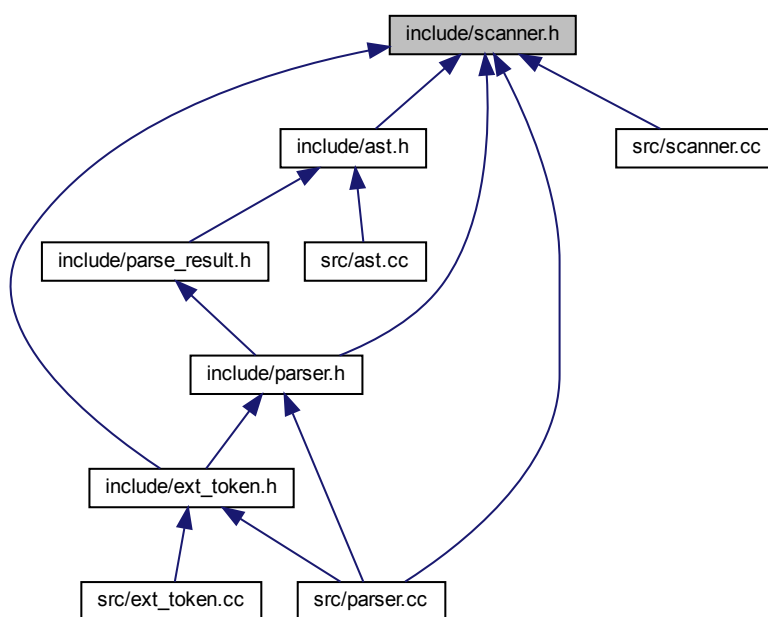 include/scanner.h
include/ast.h
src/scanner.cc
include/parse_result.h
src/ast.cc
include/parser.h
include/ext_token.h
src/ext_token.cc
src/parser.cc